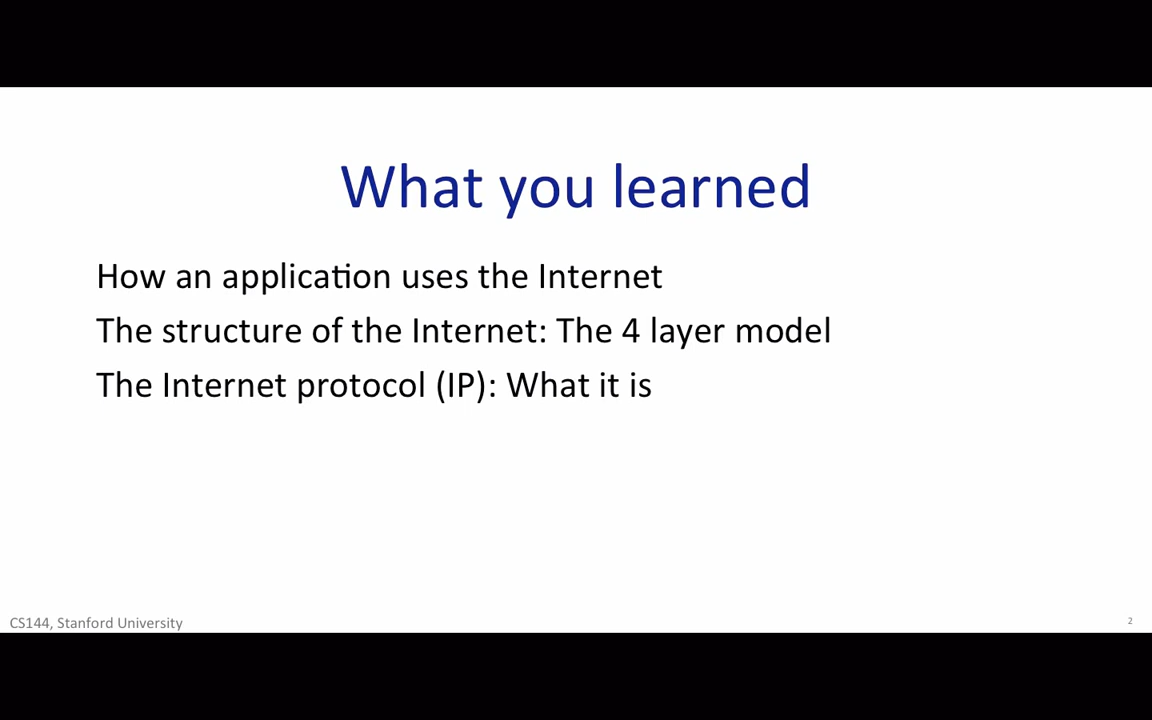 What you learned
How an application uses the Internet
The structure of the Internet: The 4 layer model
The Internet protocol (IP): What it is
CS144, Stanford University
2